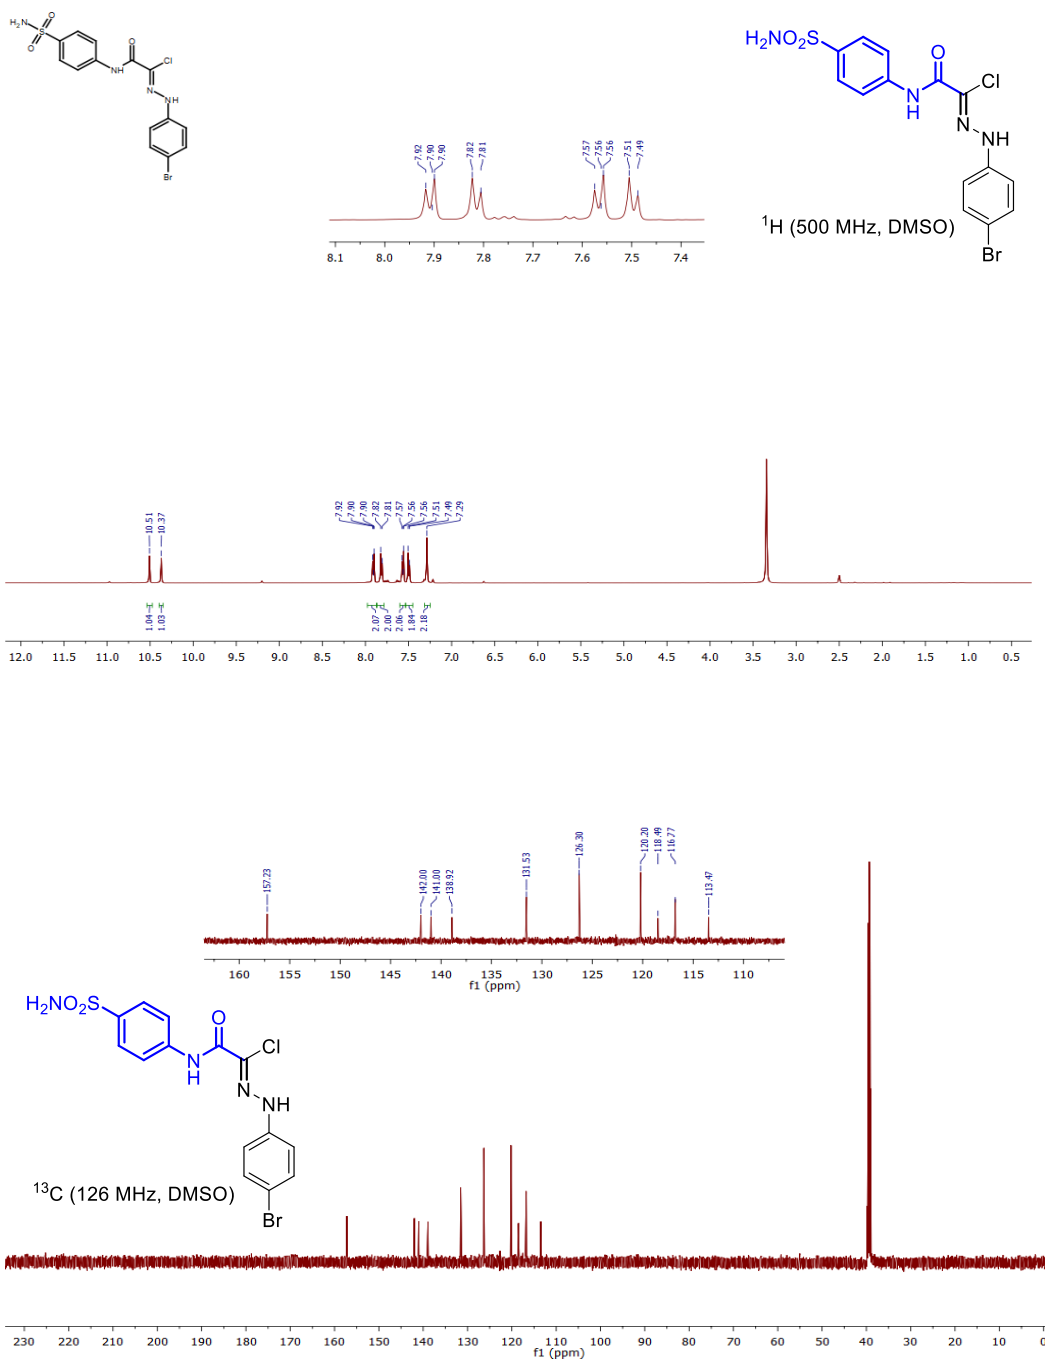 H₂N
O
S
O
O
NH
Cl
N
NH
Br
H₂NO₂S
O
N
H
Cl
N
NH
Br
¹H (500 MHz, DMSO)
7.92 7.90 7.90 7.82 7.81 7.57 7.56 7.56 7.51 7.49
8.1 8.0 7.9 7.8 7.7 7.6 7.5 7.4
10.51 10.37 7.92 7.90 7.90 7.82 7.81 7.57 7.56 7.56 7.51 7.49 7.29
1.04 1.03 2.07 2.00 2.06 1.84 2.18
12.0 11.5 11.0 10.5 10.0 9.5 9.0 8.5 8.0 7.5 7.0 6.5 6.0 5.5 5.0 4.5 4.0 3.5 3.0 2.5 2.0 1.5 1.0 0.5
157.23 142.00 141.00 138.92 131.53 126.30 120.20 118.49 116.77 113.47
160 155 150 145 140 135 130 125 120 115 110
f1 (ppm)
H₂NO₂S
O
N
H
Cl
N
NH
Br
¹³C (126 MHz, DMSO)
230 220 210 200 190 180 170 160 150 140 130 120 110 100 90 80 70 60 50 40 30 20 10 0
f1 (ppm)